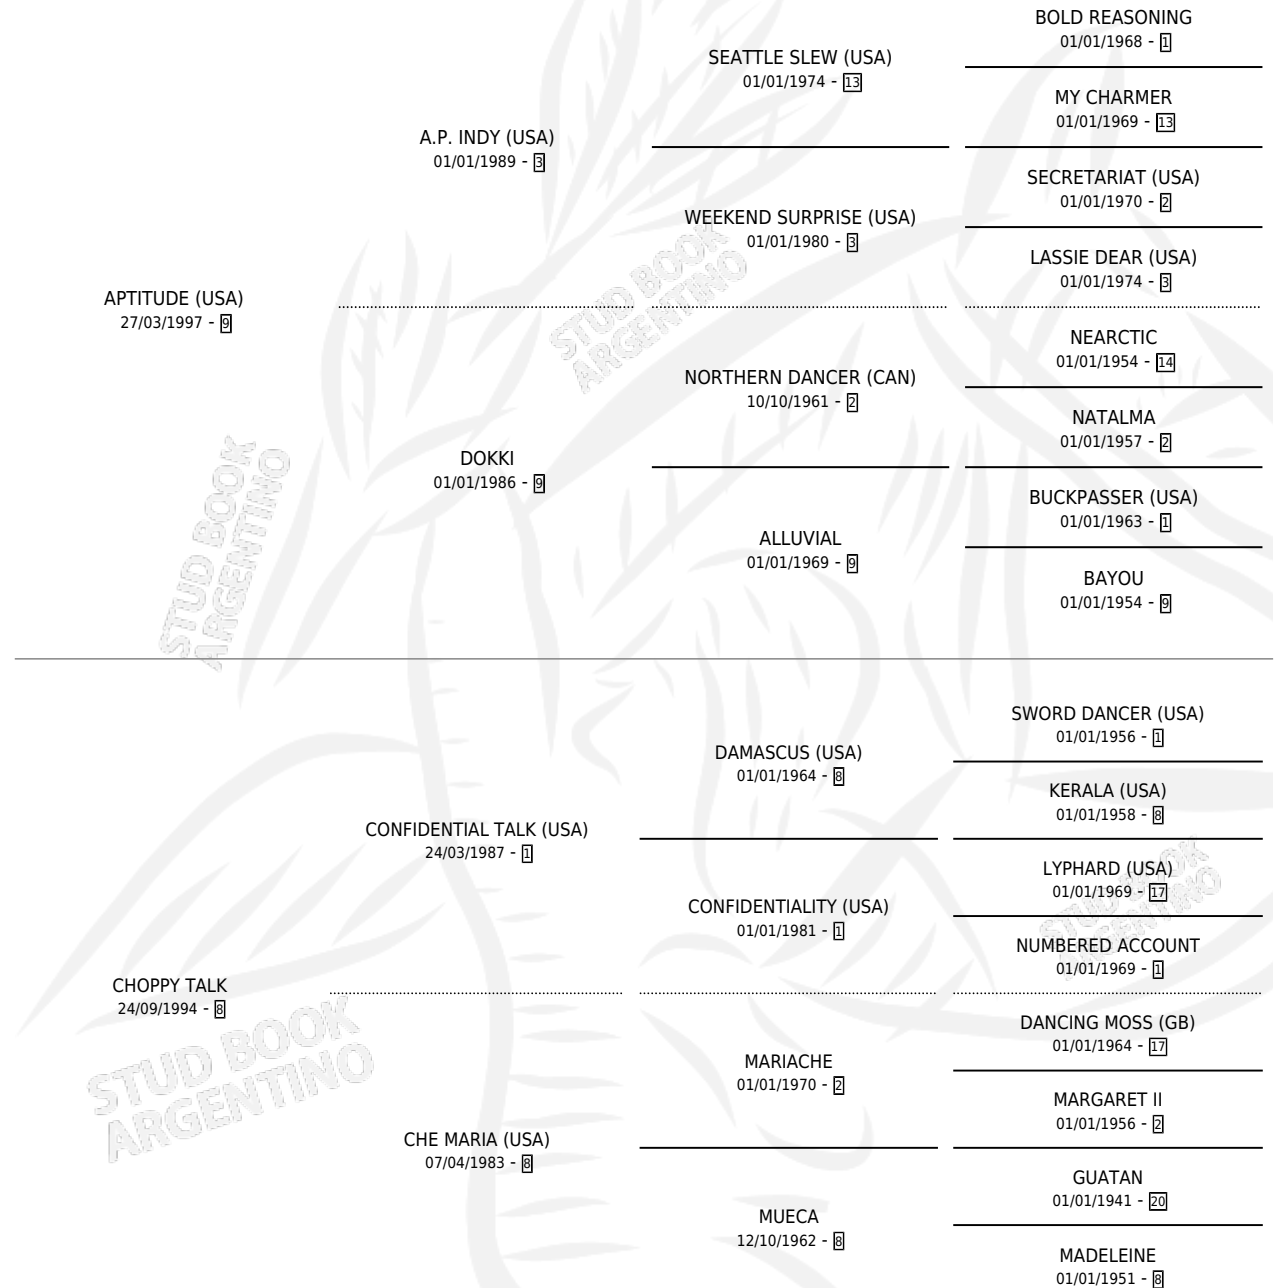 BOLD REASONING
01/01/1968 - 1
SEATTLE SLEW (USA)
01/01/1974 - 13
MY CHARMER
01/01/1969 - 13
A.P. INDY (USA)
01/01/1989 - 3
SECRETARIAT (USA)
01/01/1970 - 2
WEEKEND SURPRISE (USA)
01/01/1980 - 3
LASSIE DEAR (USA)
01/01/1974 - 3
APTITUDE (USA)
27/03/1997 - 9
NEARCTIC
01/01/1954 - 14
NORTHERN DANCER (CAN)
10/10/1961 - 2
NATALMA
01/01/1957 - 2
DOKKI
01/01/1986 - 9
BUCKPASSER (USA)
01/01/1963 - 1
ALLUVIAL
01/01/1969 - 9
BAYOU
01/01/1954 - 9
SWORD DANCER (USA)
01/01/1956 - 1
DAMASCUS (USA)
01/01/1964 - 8
KERALA (USA)
01/01/1958 - 8
CONFIDENTIAL TALK (USA)
24/03/1987 - 1
LYPHARD (USA)
01/01/1969 - 17
CONFIDENTIALITY (USA)
01/01/1981 - 1
NUMBERED ACCOUNT
01/01/1969 - 1
CHOPPY TALK
24/09/1994 - 8
DANCING MOSS (GB)
01/01/1964 - 17
MARIACHE
01/01/1970 - 2
MARGARET II
01/01/1956 - 2
CHE MARIA (USA)
07/04/1983 - 8
GUATAN
01/01/1941 - 20
MUECA
12/10/1962 - 8
MADELEINE
01/01/1951 - 8
STUD BOOK
ARGENTINO
STUD BOOK
ARGENTINO
STUD BOOK
ARGENTINO
STUD BOOK
ARGENTINO